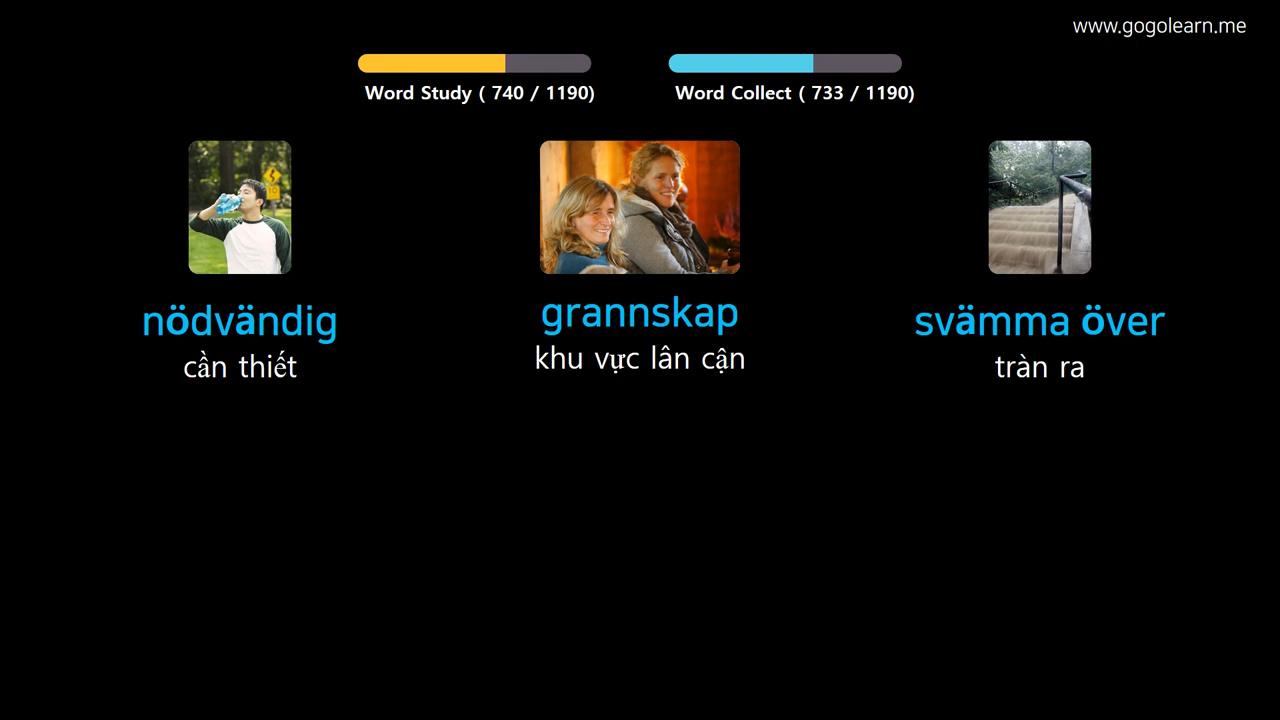 www.gogolearn.me
Word Study ( 740 / 1190)
Word Collect ( 733 / 1190)
nödvändig
cần thiết
grannskap
khu vực lân cận
svämma över
tràn ra